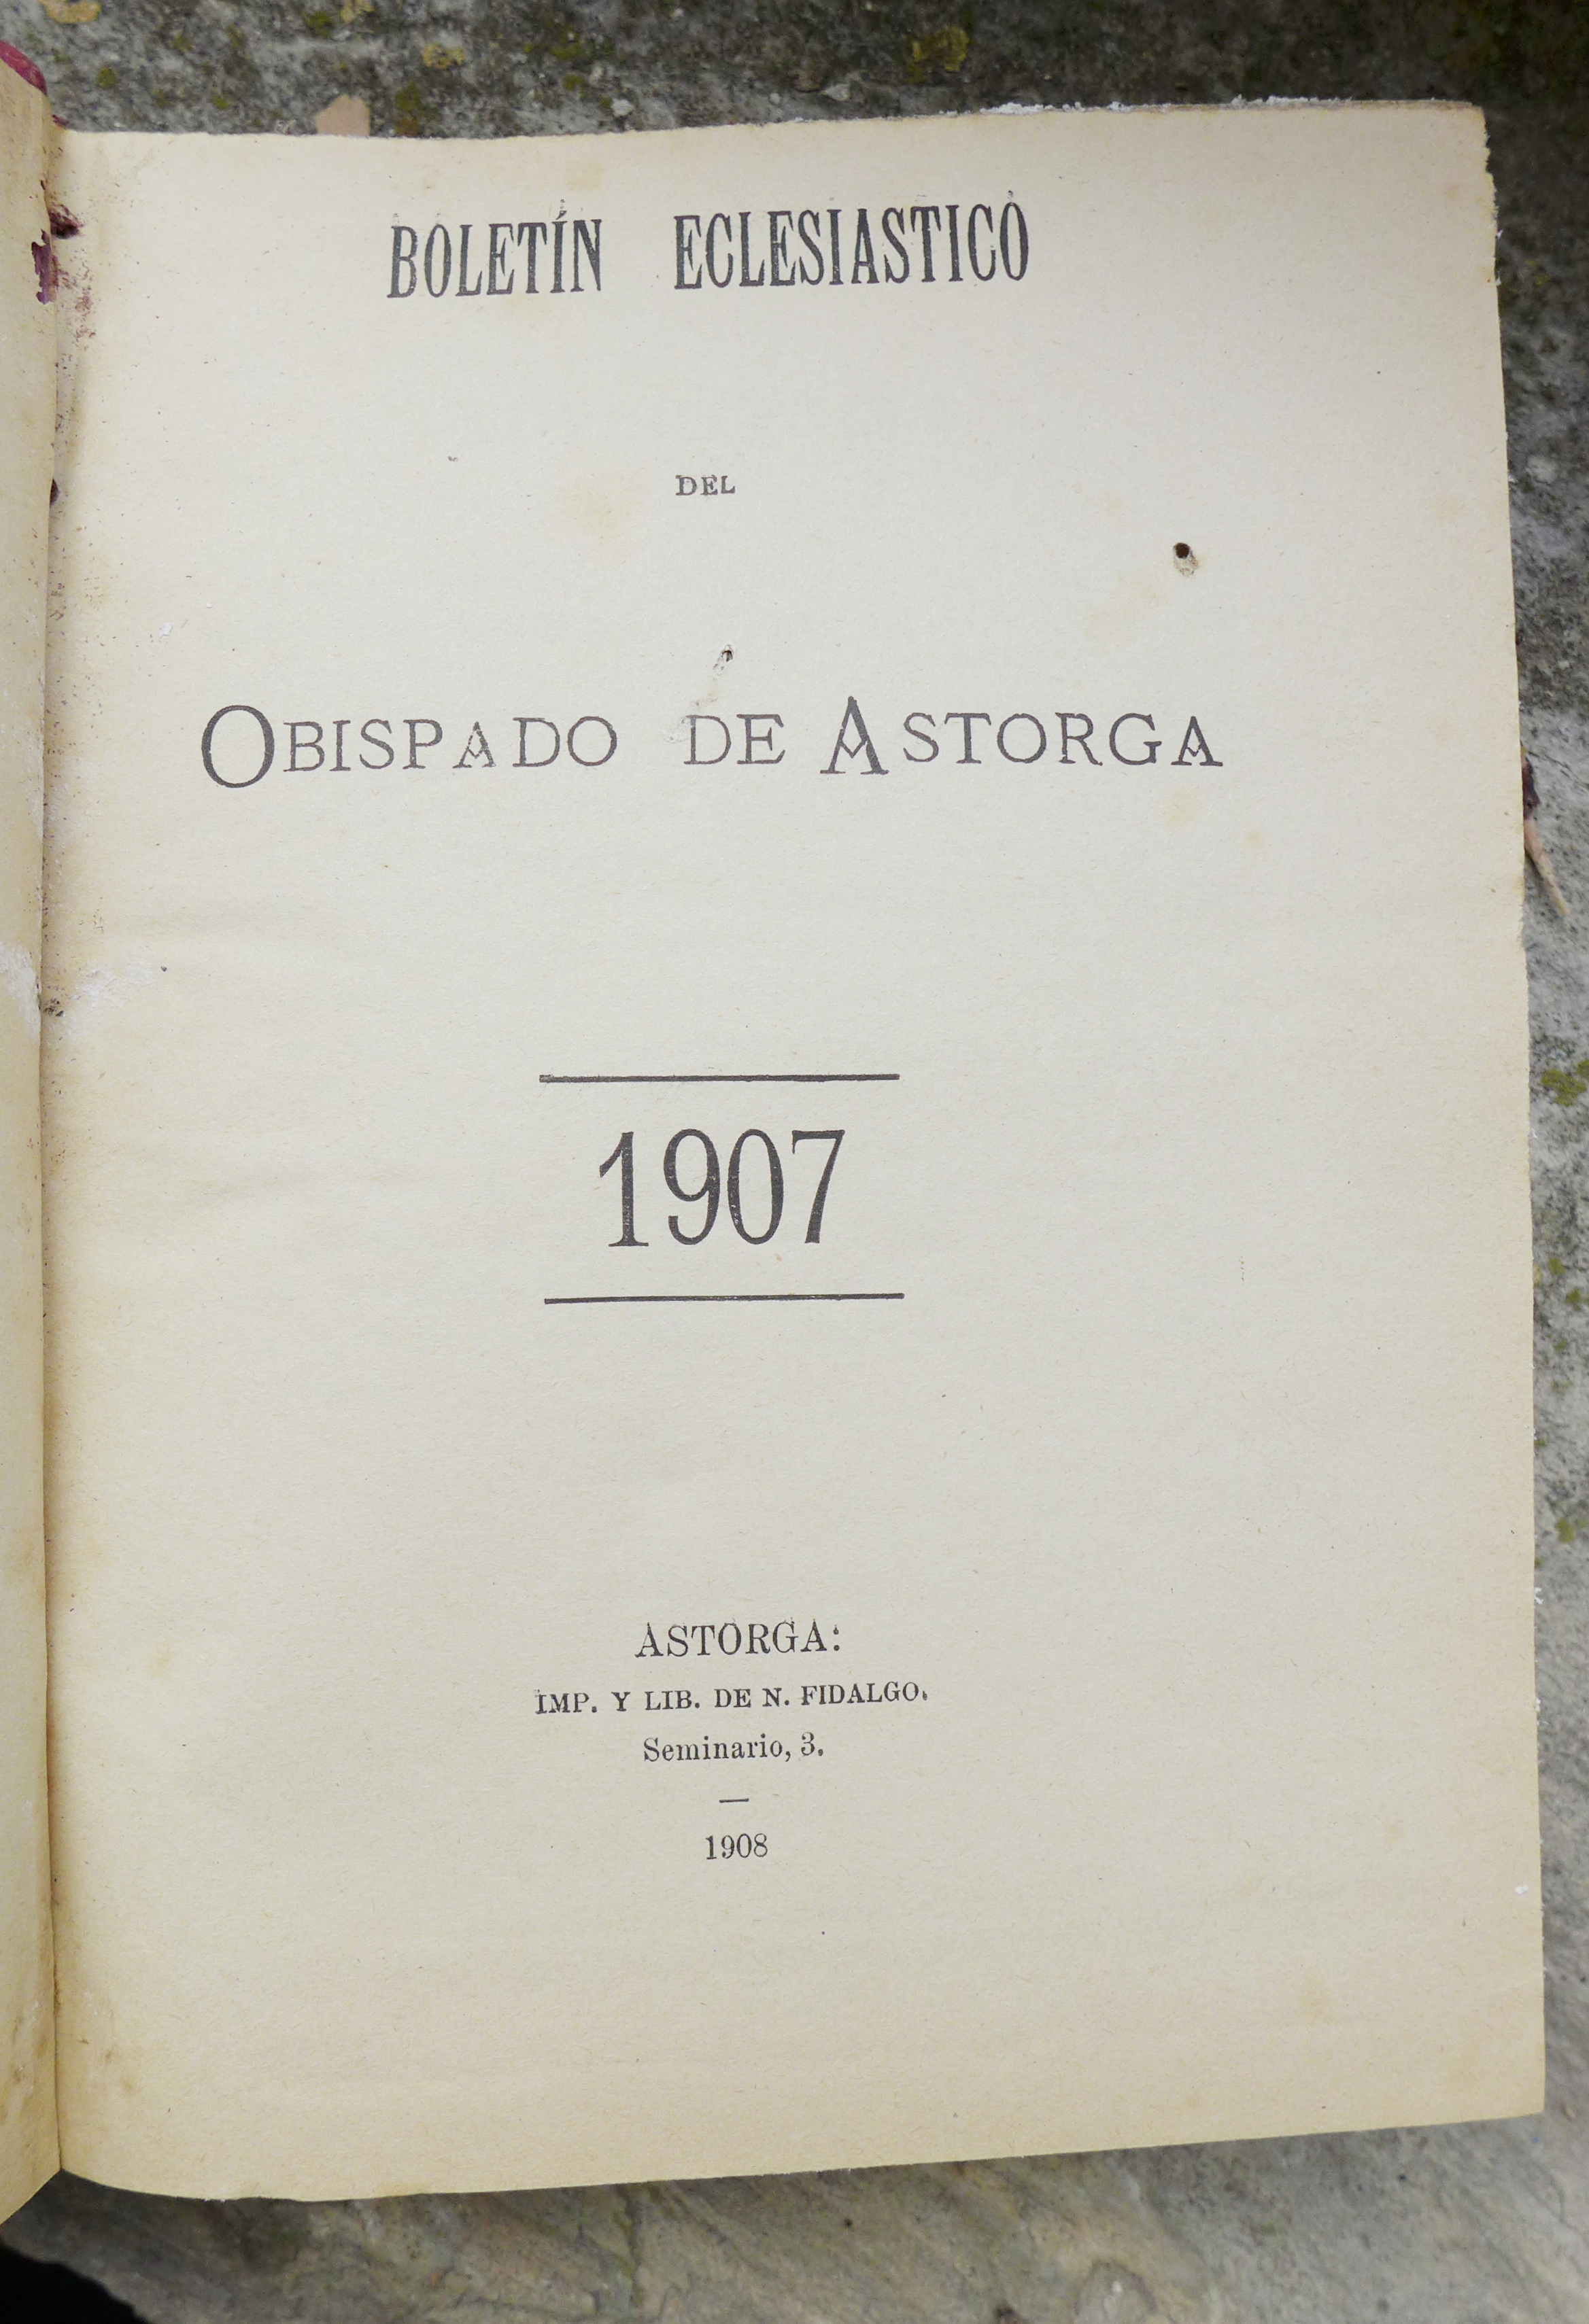 BOLETÍN ECLESIASTICO
DEL
OBISPADO DE ASTORGA
1907
ASTORGA:
IMP. Y LIB. DE N. FIDALGO.
Seminario, 3.
—
1908